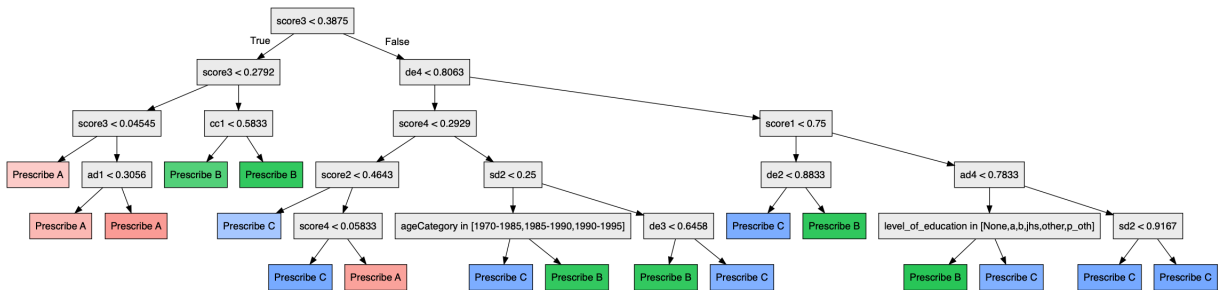 score3 < 0.3875
True
False
score3 < 0.2792
de4 < 0.8063
score3 < 0.04545
cc1 < 0.5833
score4 < 0.2929
score1 < 0.75
Prescribe A
ad1 < 0.3056
Prescribe B
Prescribe B
score2 < 0.4643
sd2 < 0.25
de2 < 0.8833
ad4 < 0.7833
Prescribe A
Prescribe A
Prescribe C
score4 < 0.05833
ageCategory in [1970-1985,1985-1990,1990-1995]
de3 < 0.6458
Prescribe C
Prescribe B
level_of_education in [None,a,b,jhs,other,p_oth]
sd2 < 0.9167
Prescribe C
Prescribe A
Prescribe C
Prescribe B
Prescribe B
Prescribe C
Prescribe B
Prescribe C
Prescribe C
Prescribe C